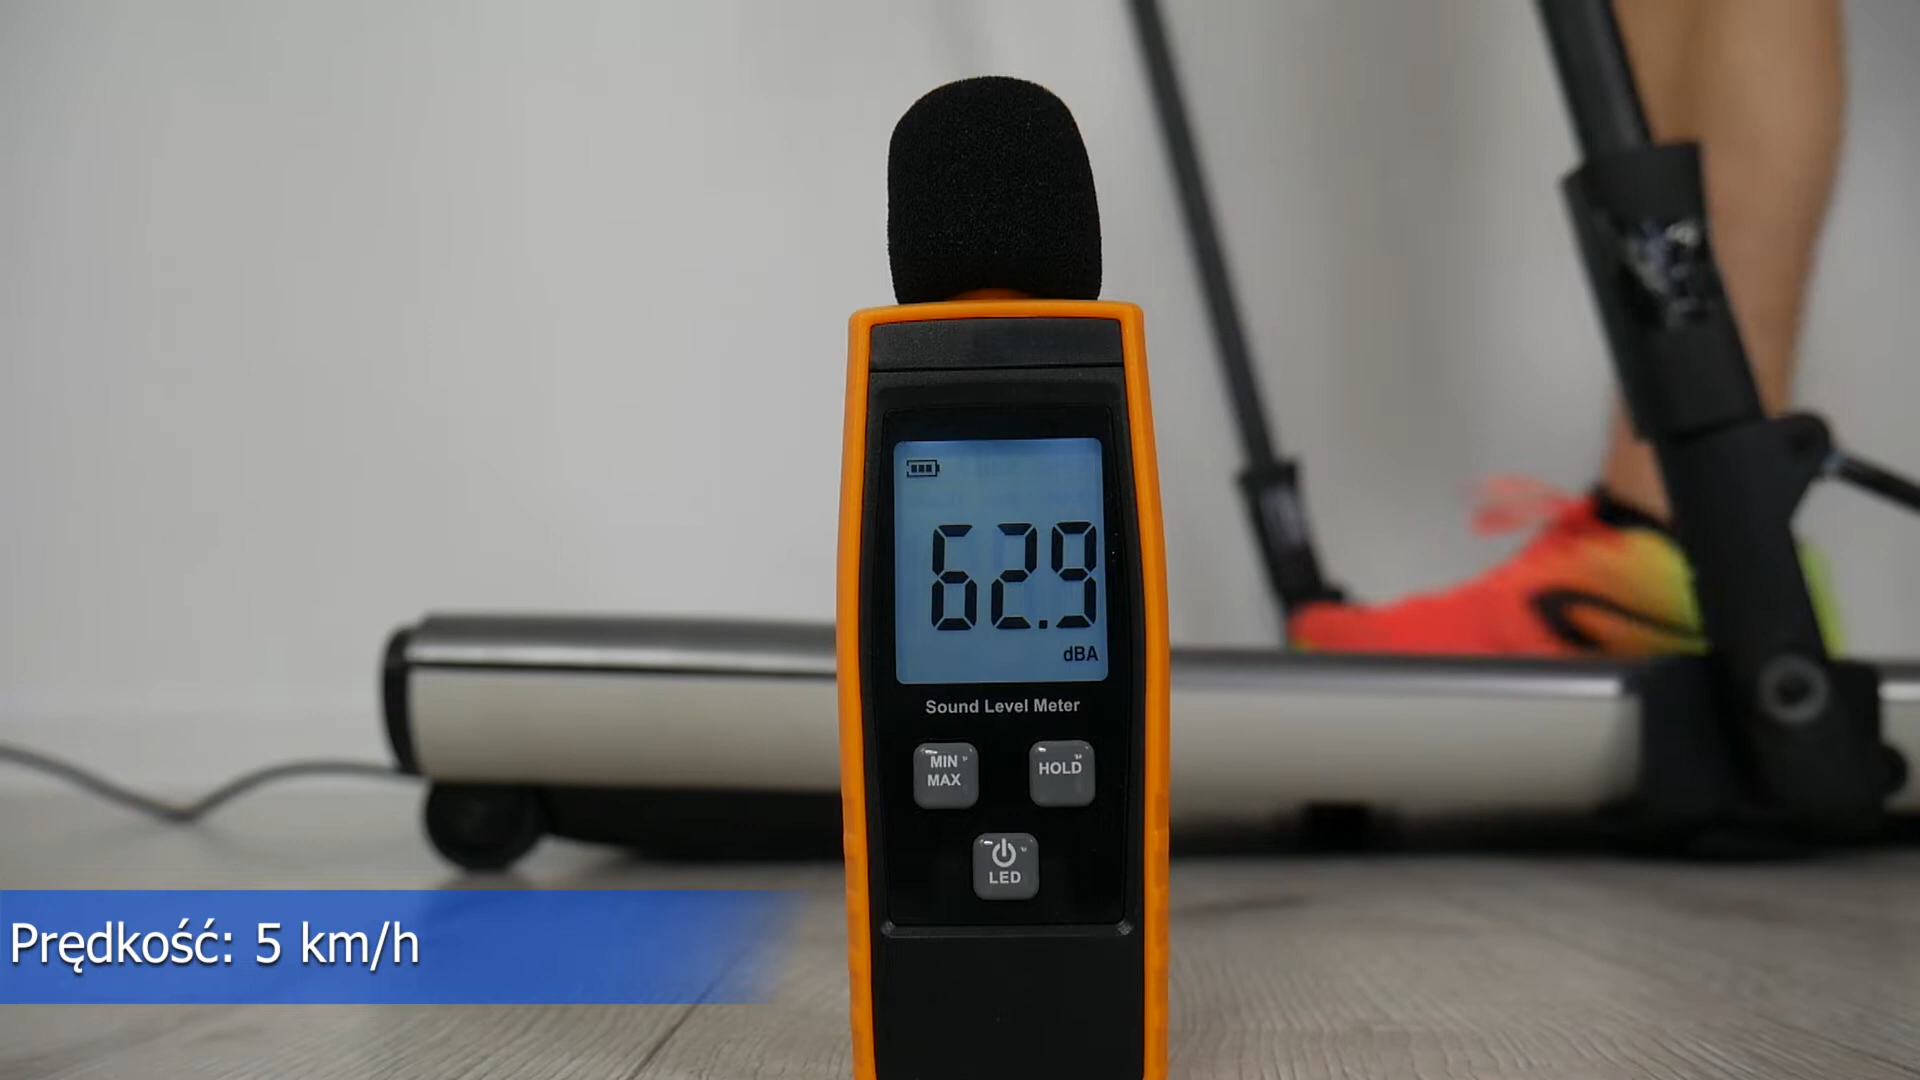 62.9
dBA
Sound Level Meter
MIN
MAX
HOLD
LED
Prędkość: 5 km/h